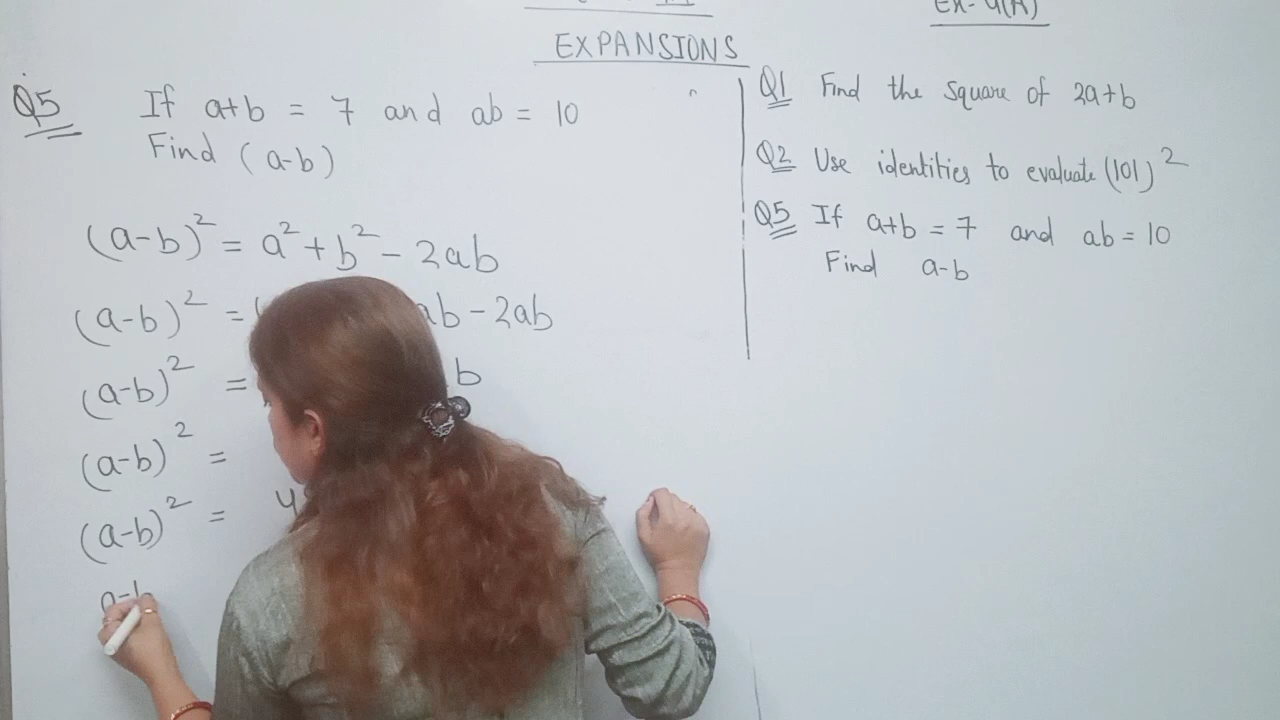 EXPANSIONS
Q5 If a+b = 7 and ab = 10
Find (a-b)
(a-b)² = a² + b² - 2ab
(a-b)² = ab - 2ab
(a-b)² = b
(a-b)² =
(a-b)² = 4
a-b
Ex- 4(A)
Q1 Find the square of 2a+b
Q2 Use identities to evaluate (101)²
Q5 If a+b = 7 and ab = 10
Find a-b